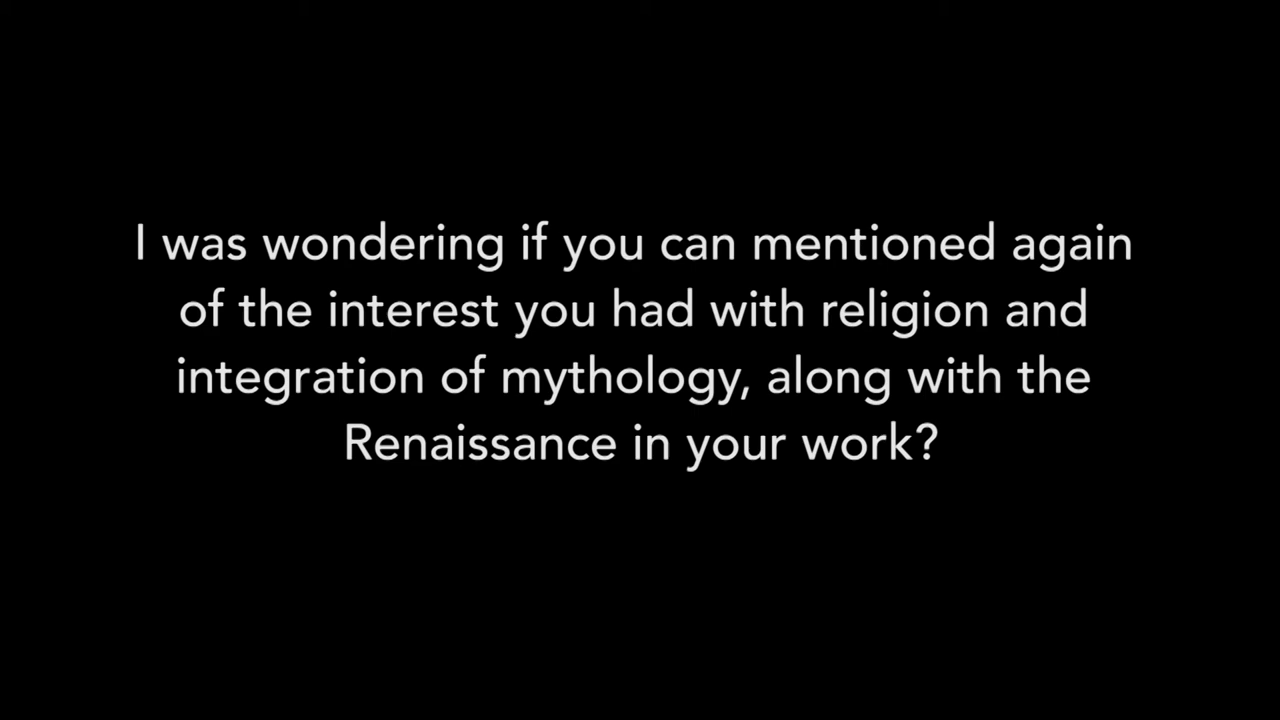 I was wondering if you can mentioned again
of the interest you had with religion and
integration of mythology, along with the
Renaissance in your work?